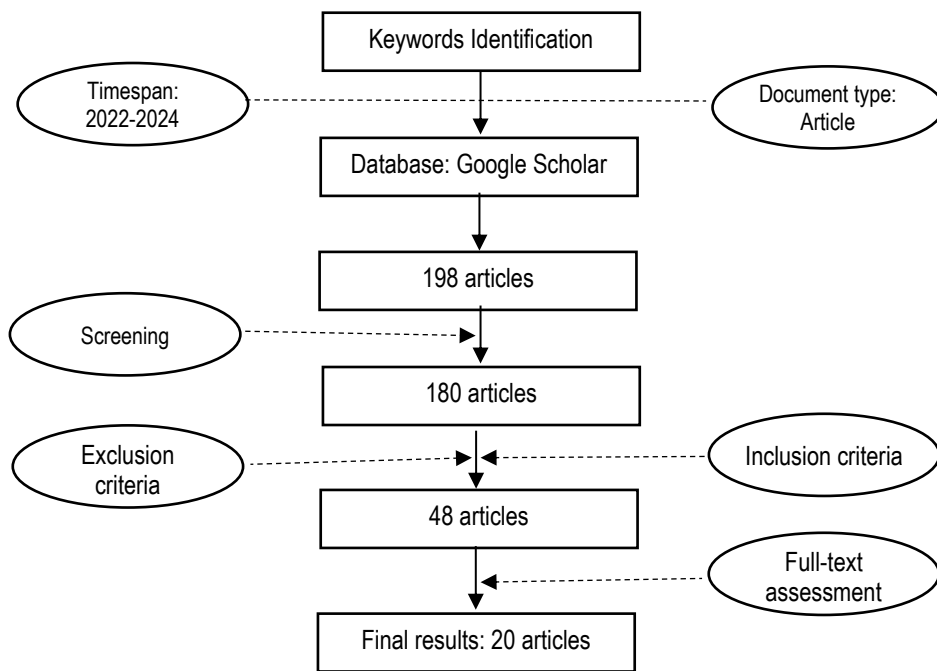 Keywords Identification
Timespan:
2022-2024
Document type:
Article
Database: Google Scholar
198 articles
Screening
180 articles
Exclusion
criteria
Inclusion criteria
48 articles
Full-text
assessment
Final results: 20 articles